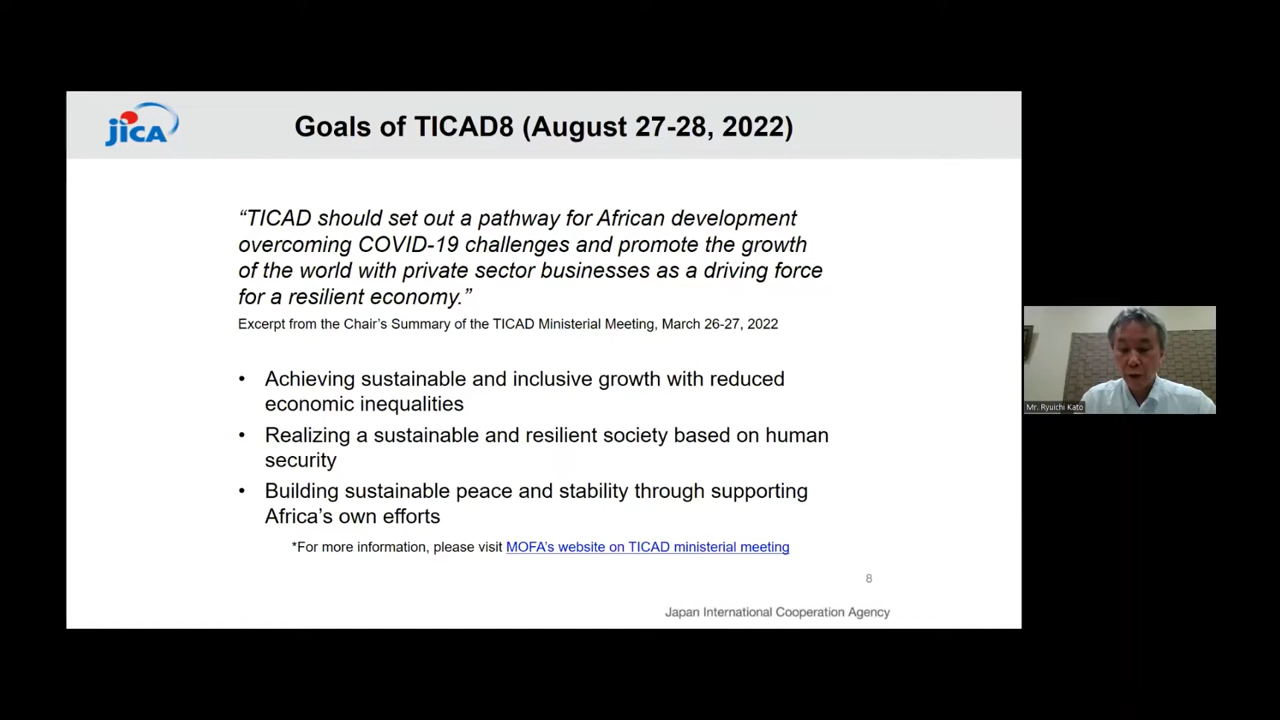 JICA
Goals of TICAD8 (August 27-28, 2022)
“TICAD should set out a pathway for African development
overcoming COVID-19 challenges and promote the growth
of the world with private sector businesses as a driving force
for a resilient economy.”
Excerpt from the Chair’s Summary of the TICAD Ministerial Meeting, March 26-27, 2022
• Achieving sustainable and inclusive growth with reduced
economic inequalities
• Realizing a sustainable and resilient society based on human
security
• Building sustainable peace and stability through supporting
Africa’s own efforts
*For more information, please visit MOFA’s website on TICAD ministerial meeting
8
Japan International Cooperation Agency
Mr. Ryuichi Kato